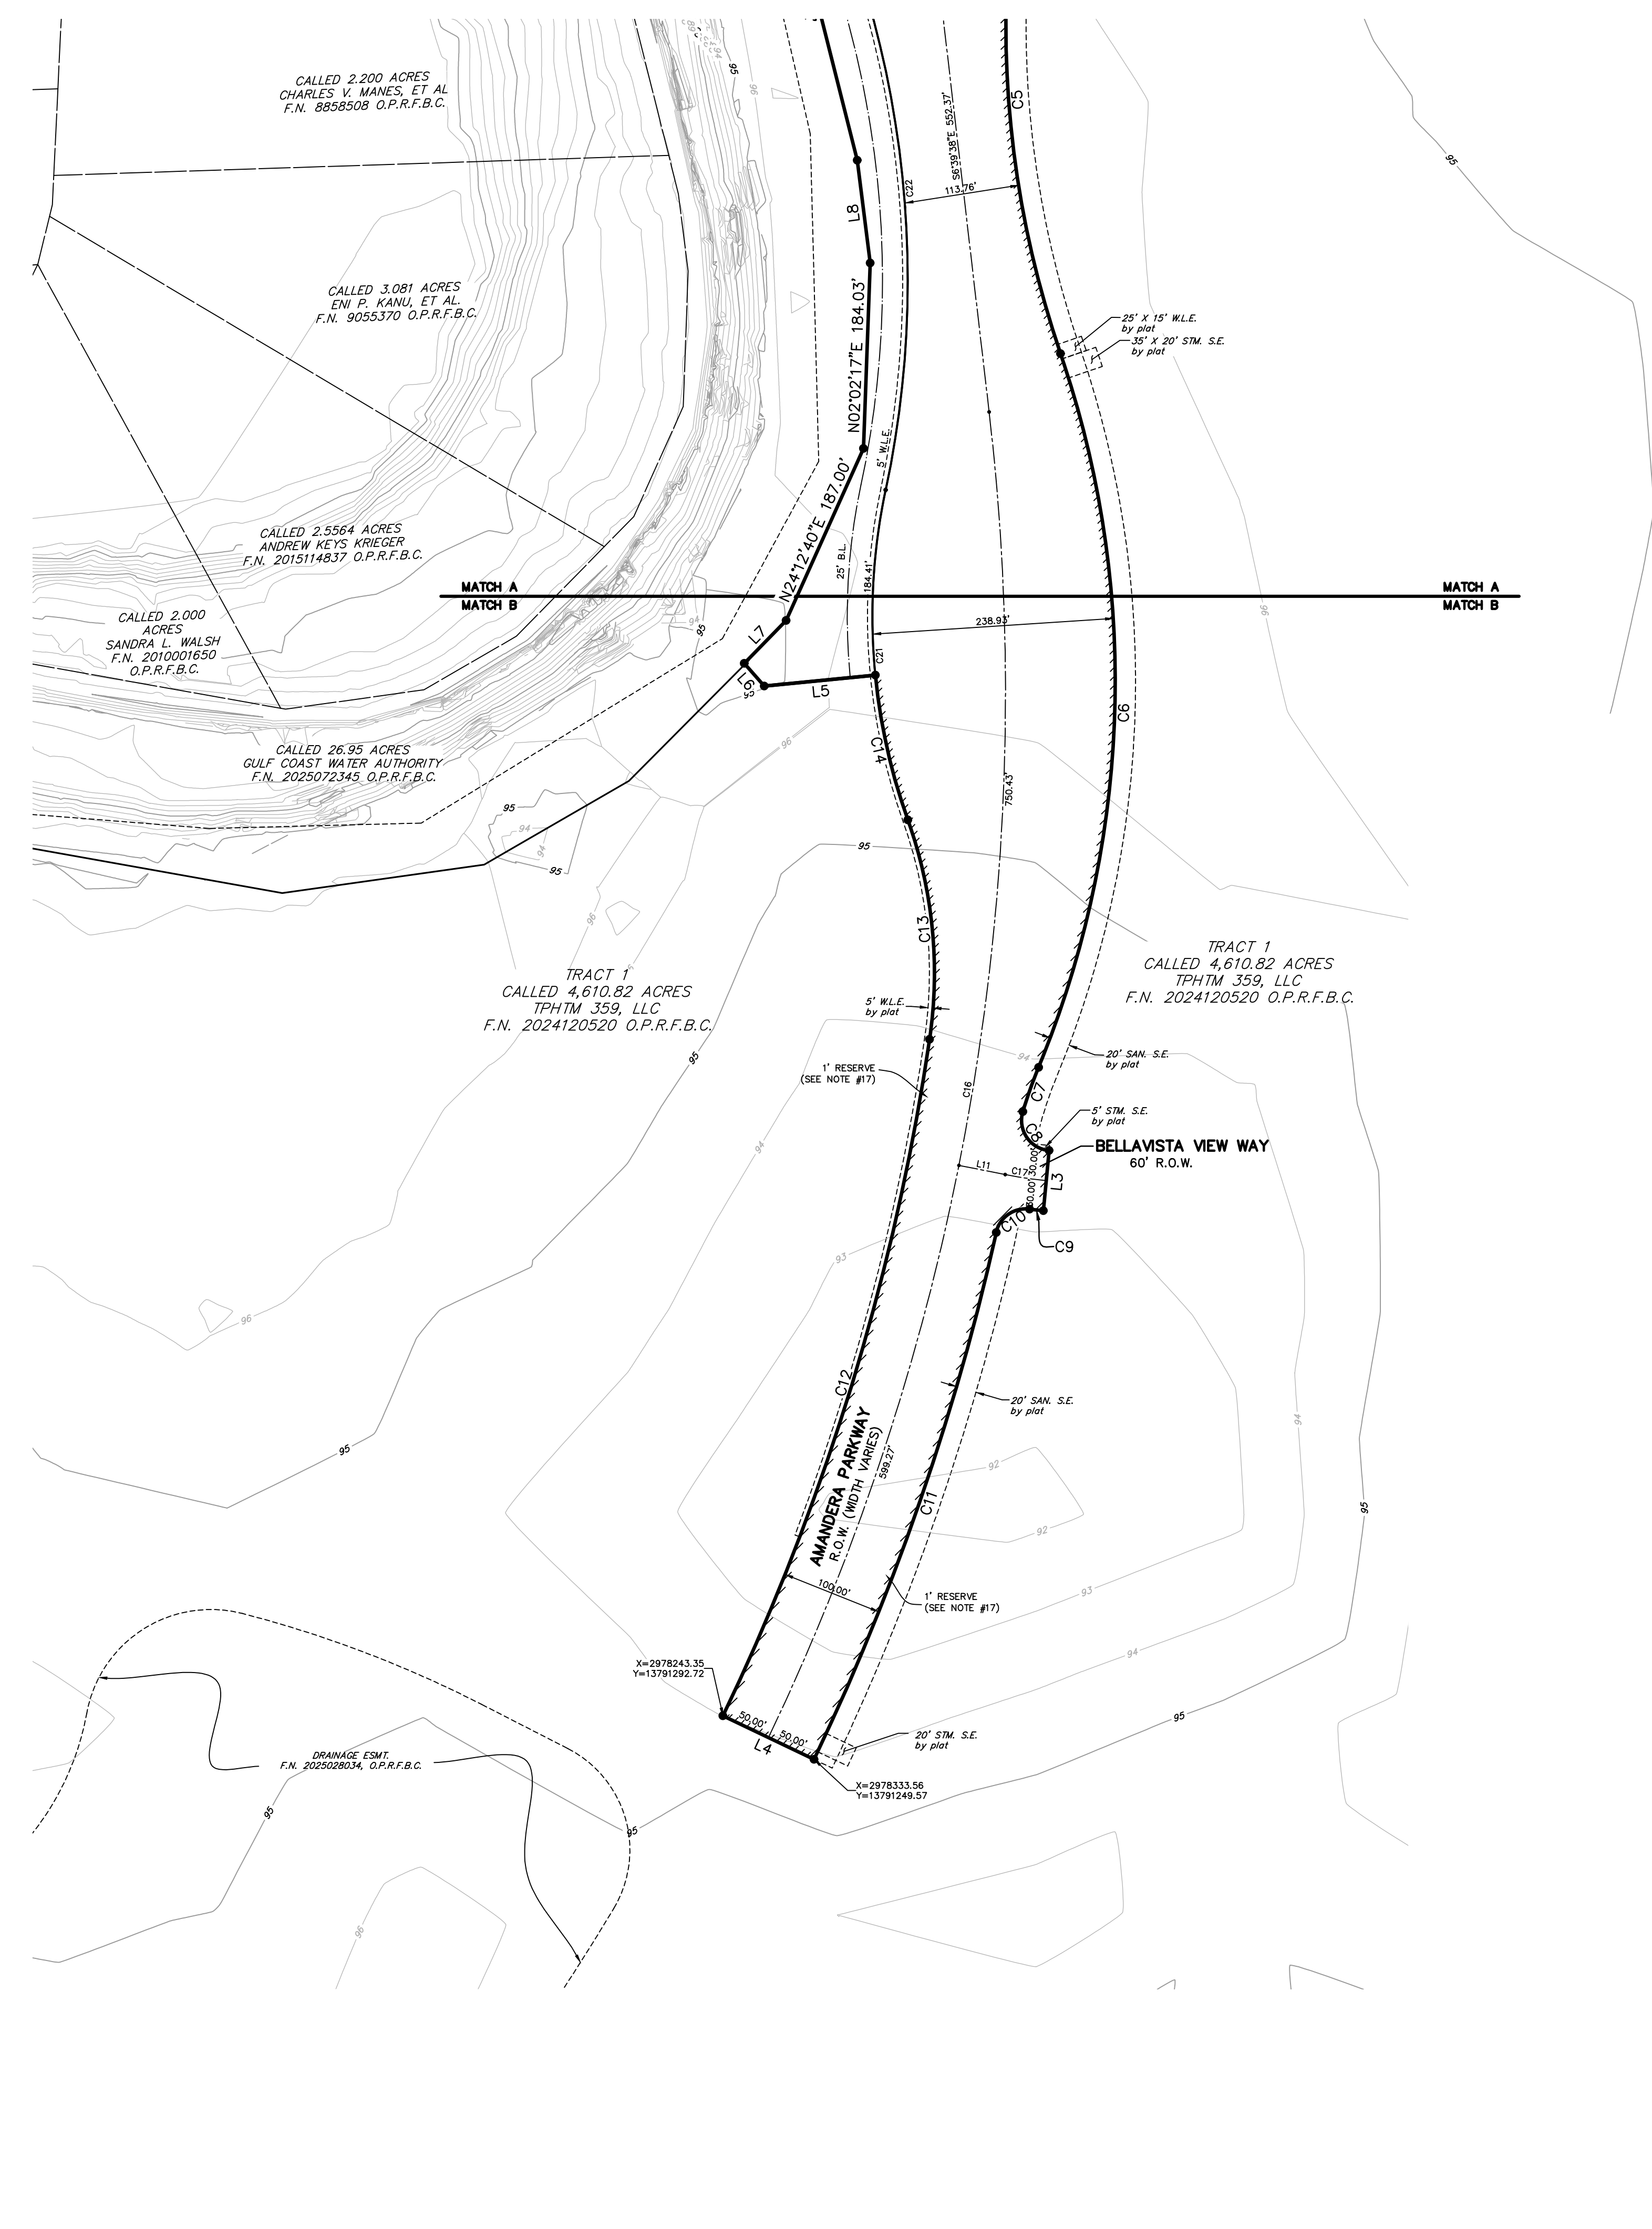 CALLED 2.200 ACRES
CHARLES V. MANES, ET AL
F.N. 8858508 O.P.R.F.B.C.
95
96
94
89
C5
95
C22
S6°39'38"E 552.37'
113.76'
L8
CALLED 3.081 ACRES
ENI P. KANU, ET AL.
F.N. 9055370 O.P.R.F.B.C.
N02°02'17"E 184.03'
25' X 15' W.L.E.
by plat
35' X 20' STM. S.E.
by plat
5' W.L.E.
N24°12'40"E 187.00'
CALLED 2.5564 ACRES
ANDREW KEYS KRIEGER
F.N. 2015114837 O.P.R.F.B.C.
25' B.L.
184.41'
MATCH A
MATCH B
MATCH A
MATCH B
96
CALLED 2.000
ACRES
SANDRA L. WALSH
F.N. 2010001650
O.P.R.F.B.C.
94
95
238.93'
L7
L6
95
L5
C21
C6
C14
96
CALLED 26.95 ACRES
GULF COAST WATER AUTHORITY
F.N. 2025072345 O.P.R.F.B.C.
750.43'
95
94
94
95
95
96
C13
TRACT 1
CALLED 4,610.82 ACRES
TPHTM 359, LLC
F.N. 2024120520 O.P.R.F.B.C.
TRACT 1
CALLED 4,610.82 ACRES
TPHTM 359, LLC
F.N. 2024120520 O.P.R.F.B.C.
5' W.L.E.
by plat
95
94
20' SAN. S.E.
by plat
1' RESERVE
(SEE NOTE #17)
C16
C7
5' STM. S.E.
by plat
C8
94
BELLAVISTA VIEW WAY
60' R.O.W.
30.00'
30.00'
L11
C17
L3
C10
C9
93
96
C12
20' SAN. S.E.
by plat
94
95
AMANDERA PARKWAY
R.O.W. (WIDTH VARIES)
599.27'
92
C11
92
95
100.00'
93
1' RESERVE
(SEE NOTE #17)
94
X=2978243.35
Y=13791292.72
50.00'
50.00'
L4
95
20' STM. S.E.
by plat
DRAINAGE ESMT.
F.N. 2025028034, O.P.R.F.B.C.
X=2978333.56
Y=13791249.57
95
95
96